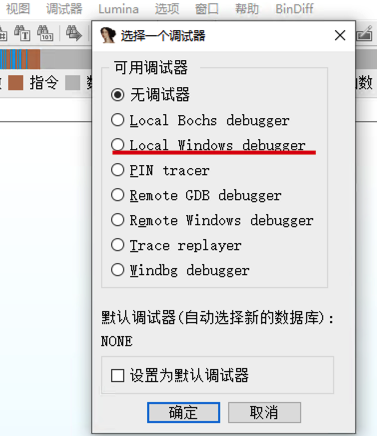 视图 调试器 Lumina 选项 窗口 帮助 BinDiff
指令
选择一个调试器
可用调试器
无调试器
Local Bochs debugger
Local Windows debugger
PIN tracer
Remote GDB debugger
Remote Windows debugger
Trace replayer
Windbg debugger
默认调试器(自动选择新的数据库):
NONE
设置为默认调试器
确定 取消